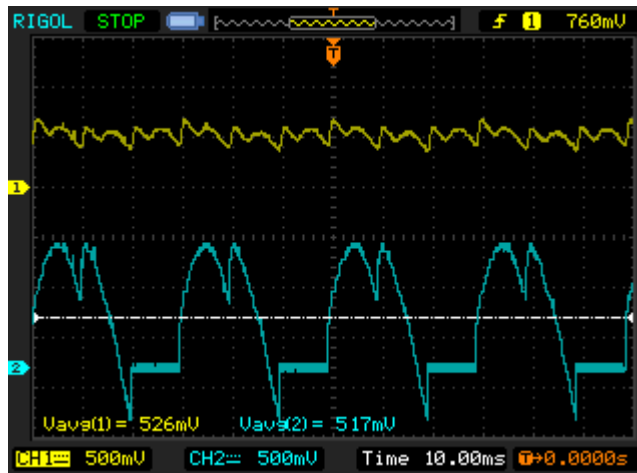 RIGOL STOP T f 1 760mV
T
1
2
Vavg(1)= 526mV Vavg(2)= 517mV
CH1 500mV CH2 500mV Time 10.00ms T→0.0000s